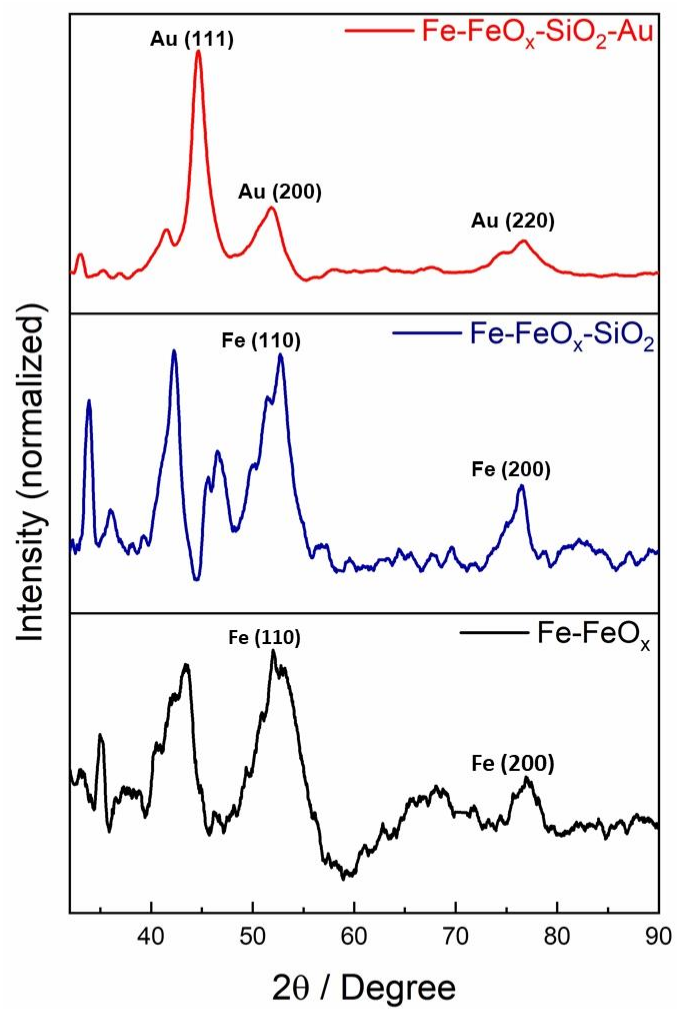 Fe-FeOₓ-SiO₂-Au
Au (111)
Au (200)
Au (220)
Fe-FeOₓ-SiO₂
Fe (110)
Fe (200)
Fe-FeOₓ
Fe (110)
Fe (200)
Intensity (normalized)
40 50 60 70 80 90
2θ / Degree